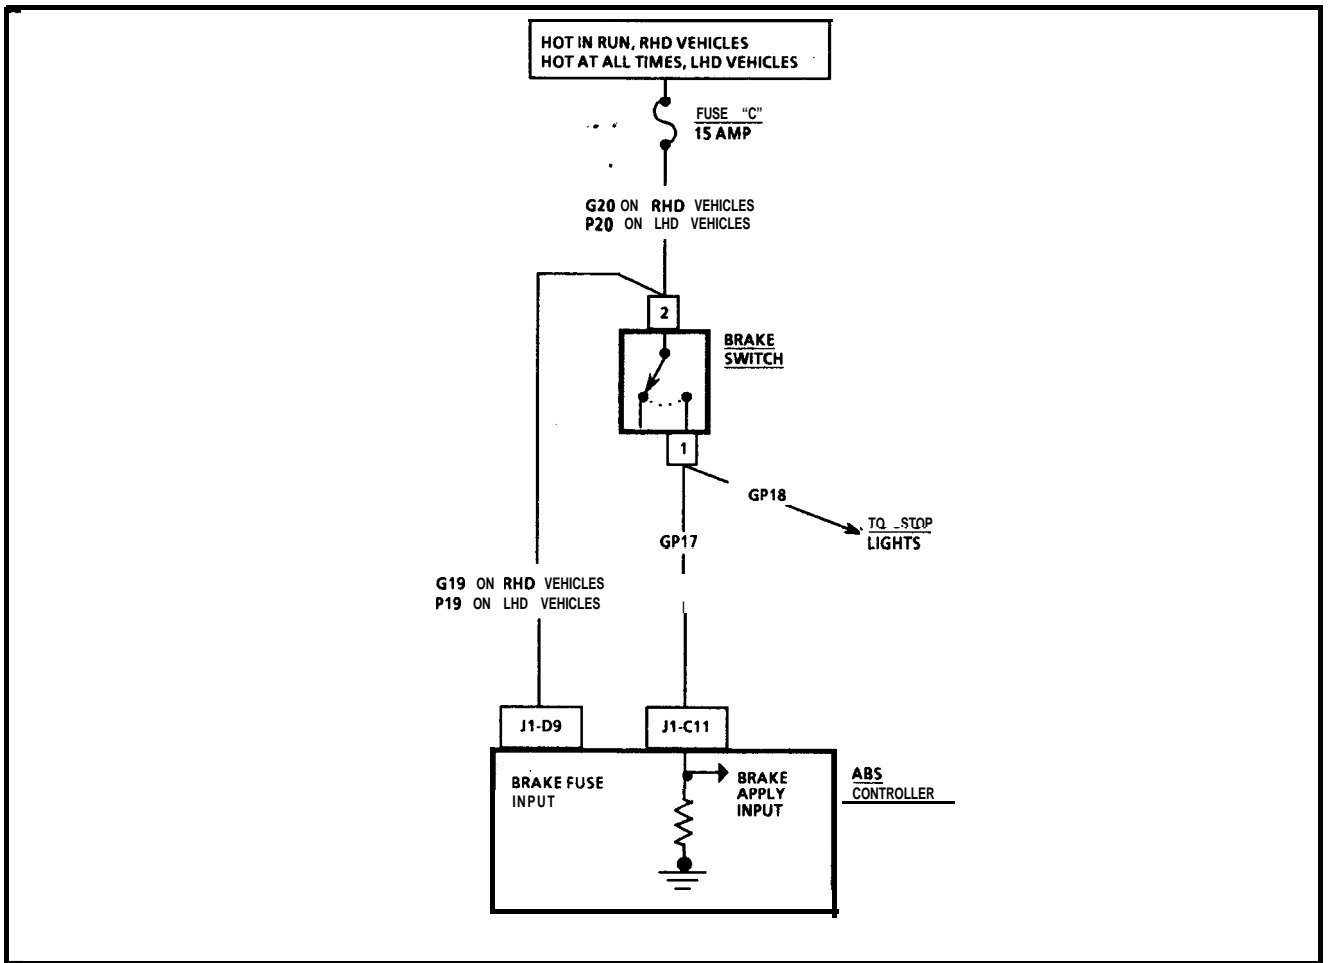 HOT IN RUN, RHD VEHICLES
HOT AT ALL TIMES, LHD VEHICLES
FUSE "C"
15 AMP
G20 ON RHD VEHICLES
P20 ON LHD VEHICLES
2
BRAKE
SWITCH
1
GP18
TO STOP
LIGHTS
GP17
G19 ON RHD VEHICLES
P19 ON LHD VEHICLES
J1-D9
J1-C11
BRAKE FUSE
INPUT
BRAKE
APPLY
INPUT
ABS
CONTROLLER